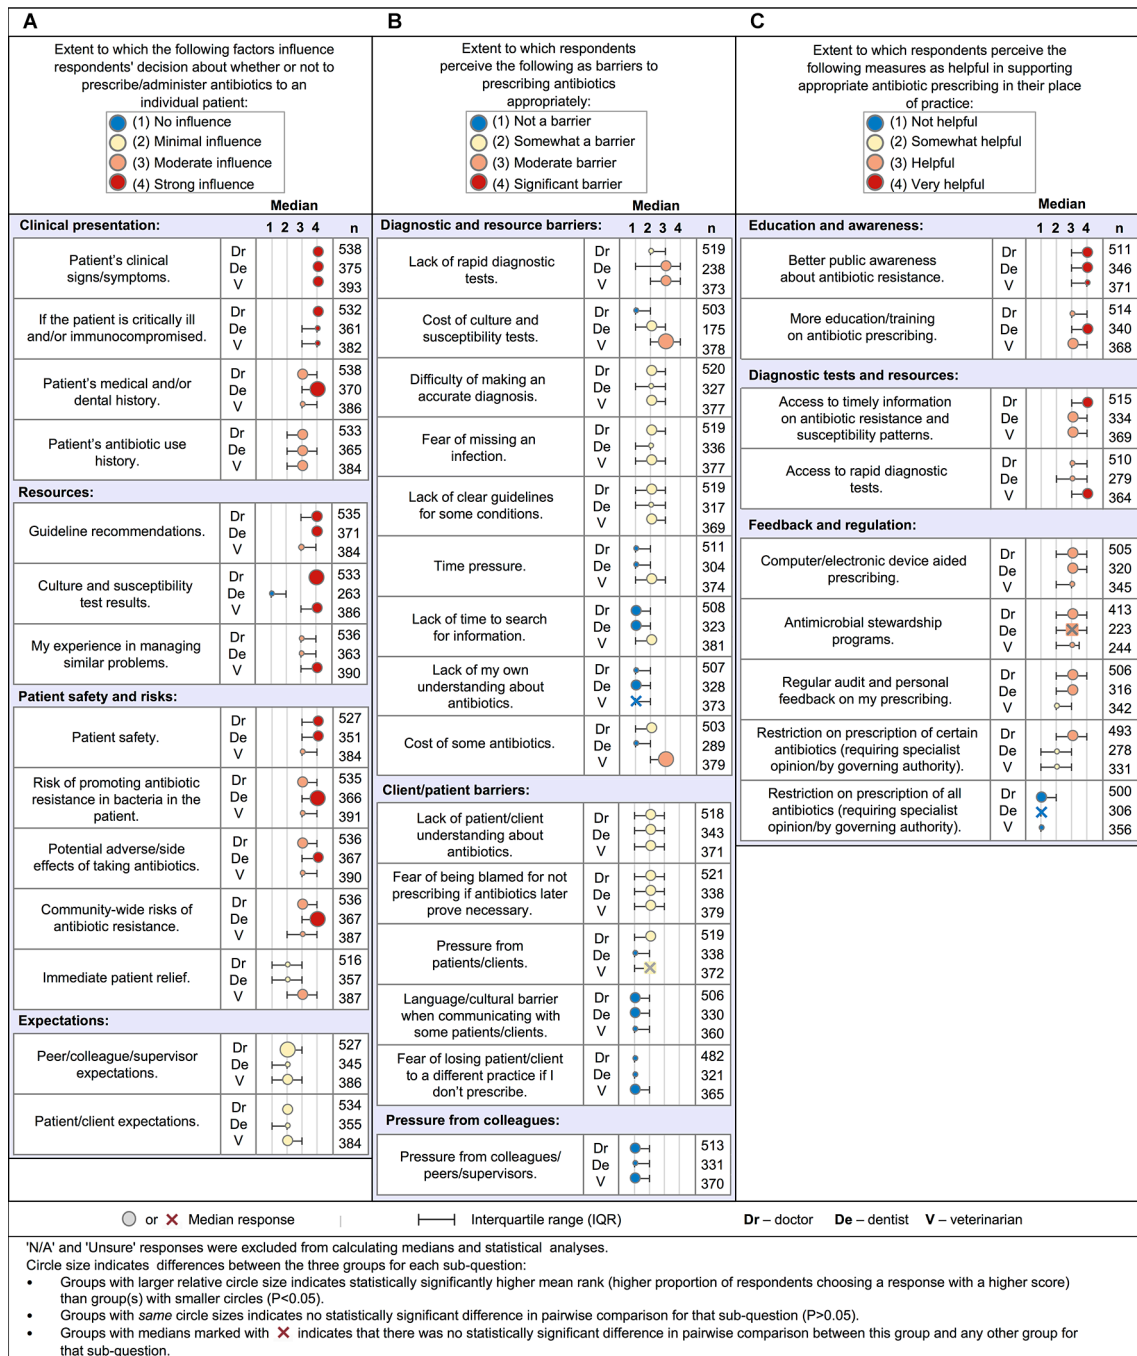 A
Extent to which the following factors influence
respondents' decision about whether or not to
prescribe/administer antibiotics to an
individual patient:
(1) No influence
(2) Minimal influence
(3) Moderate influence
(4) Strong influence
Median
Clinical presentation: 1 2 3 4 n
Patient's clinical
signs/symptoms.
Dr 538
De 375
V 393
If the patient is critically ill
and/or immunocompromised.
Dr 532
De 361
V 382
Patient's medical and/or
dental history.
Dr 538
De 370
V 386
Patient's antibiotic use
history.
Dr 533
De 365
V 384
Resources:
Guideline recommendations.
Dr 535
De 371
V 384
Culture and susceptibility
test results.
Dr 533
De 263
V 386
My experience in managing
similar problems.
Dr 536
De 363
V 390
Patient safety and risks:
Patient safety.
Dr 527
De 351
V 384
Risk of promoting antibiotic
resistance in bacteria in the
patient.
Dr 535
De 366
V 391
Potential adverse/side
effects of taking antibiotics.
Dr 536
De 367
V 390
Community-wide risks of
antibiotic resistance.
Dr 536
De 367
V 387
Immediate patient relief.
Dr 516
De 357
V 387
Expectations:
Peer/colleague/supervisor
expectations.
Dr 527
De 345
V 386
Patient/client expectations.
Dr 534
De 355
V 384
B
Extent to which respondents
perceive the following as barriers to
prescribing antibiotics
appropriately:
(1) Not a barrier
(2) Somewhat a barrier
(3) Moderate barrier
(4) Significant barrier
Median
Diagnostic and resource barriers: 1 2 3 4 n
Lack of rapid diagnostic
tests.
Dr 519
De 238
V 373
Cost of culture and
susceptibility tests.
Dr 503
De 175
V 378
Difficulty of making an
accurate diagnosis.
Dr 520
De 327
V 377
Fear of missing an
infection.
Dr 519
De 336
V 377
Lack of clear guidelines
for some conditions.
Dr 519
De 317
V 369
Time pressure.
Dr 511
De 304
V 374
Lack of time to search
for information.
Dr 508
De 323
V 381
Lack of my own
understanding about
antibiotics.
Dr 507
De 328
V 373
Cost of some antibiotics.
Dr 503
De 289
V 379
Client/patient barriers:
Lack of patient/client
understanding about
antibiotics.
Dr 518
De 343
V 371
Fear of being blamed for not
prescribing if antibiotics later
prove necessary.
Dr 521
De 338
V 379
Pressure from
patients/clients.
Dr 519
De 338
V 372
Language/cultural barrier
when communicating with
some patients/clients.
Dr 506
De 330
V 360
Fear of losing patient/client
to a different practice if I
don't prescribe.
Dr 482
De 321
V 365
Pressure from colleagues:
Pressure from colleagues/
peers/supervisors.
Dr 513
De 331
V 370
C
Extent to which respondents perceive the
following measures as helpful in supporting
appropriate antibiotic prescribing in their place
of practice:
(1) Not helpful
(2) Somewhat helpful
(3) Helpful
(4) Very helpful
Median
Education and awareness: 1 2 3 4 n
Better public awareness
about antibiotic resistance.
Dr 511
De 346
V 371
More education/training
on antibiotic prescribing.
Dr 514
De 340
V 368
Diagnostic tests and resources:
Access to timely information
on antibiotic resistance and
susceptibility patterns.
Dr 515
De 334
V 369
Access to rapid diagnostic
tests.
Dr 510
De 279
V 364
Feedback and regulation:
Computer/electronic device aided
prescribing.
Dr 505
De 320
V 345
Antimicrobial stewardship
programs.
Dr 413
De 223
V 244
Regular audit and personal
feedback on my prescribing.
Dr 506
De 316
V 342
Restriction on prescription of certain
antibiotics (requiring specialist
opinion/by governing authority).
Dr 493
De 278
V 331
Restriction on prescription of all
antibiotics (requiring specialist
opinion/by governing authority).
Dr 500
De 306
V 356
or Median response Interquartile range (IQR) Dr – doctor De – dentist V – veterinarian
'N/A' and 'Unsure' responses were excluded from calculating medians and statistical analyses.
Circle size indicates differences between the three groups for each sub-question:
• Groups with larger relative circle size indicates statistically significantly higher mean rank (higher proportion of respondents choosing a response with a higher score)
than group(s) with smaller circles (P<0.05).
• Groups with same circle sizes indicates no statistically significant difference in pairwise comparison for that sub-question (P>0.05).
• Groups with medians marked with indicates that there was no statistically significant difference in pairwise comparison between this group and any other group for
that sub-question.